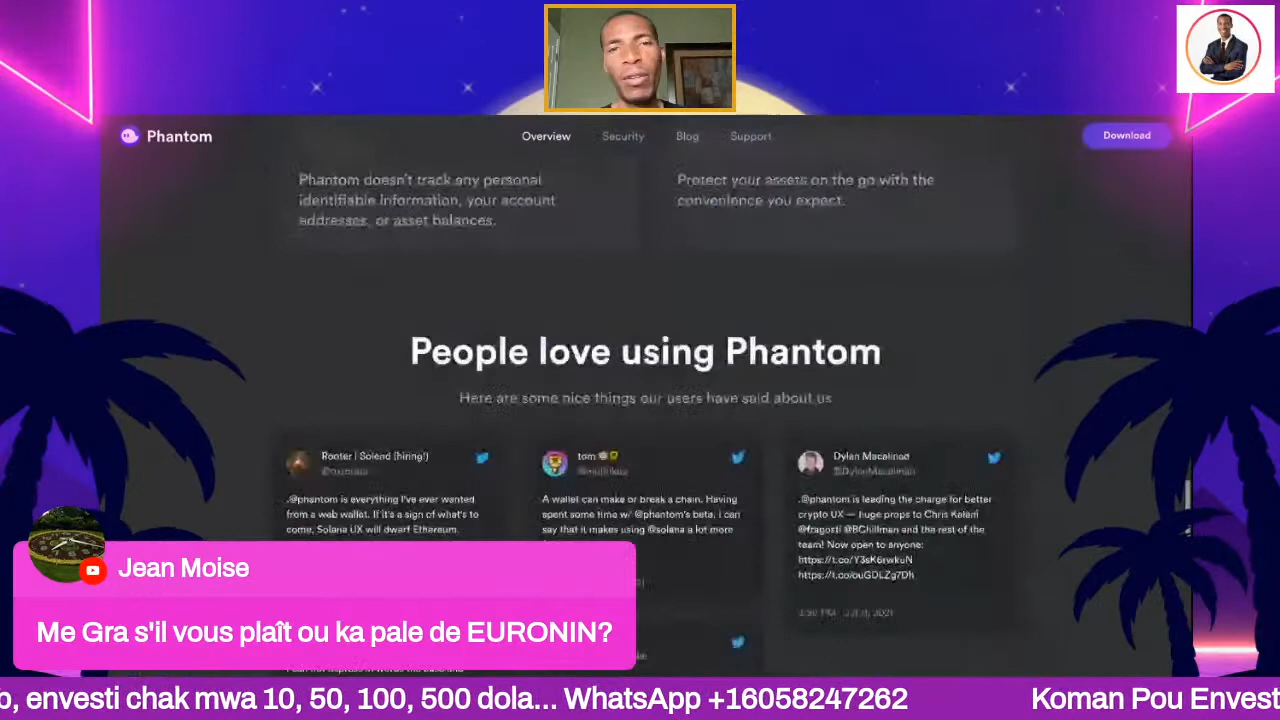 Phantom
Overview
Security
Blog
Support
Download
Phantom doesn't track any personal
identifiable information, your account
addresses, or asset balances.
Protect your assets on the go with the
convenience you expect.
People love using Phantom
Here are some nice things our users have said about us
Rooter | Solend (hiring!)
.@phantom is everything I've ever wanted
from a web wallet. If it's a sign of what's to
come, Solana UX will dwarf Ethereum.
tom
A wallet can make or break a chain. Having
spent some time w/ @phantom's beta, i can
say that it makes using @solana a lot more
Dylan Macalinao
@DylanMacalinao
.@phantom is leading the charge for better
crypto UX — huge props to Chris Kalani
@fragosti @BChillman and the rest of the
team! Now open to anyone:
https://t.co/Y3sK6rwkuN
https://t.co/ouGDLZg7Dh
Jean Moise
Me Gra s'il vous plaît ou ka pale de EURONIN?
b, envesti chak mwa 10, 50, 100, 500 dola... WhatsApp +16058247262
Koman Pou Envest